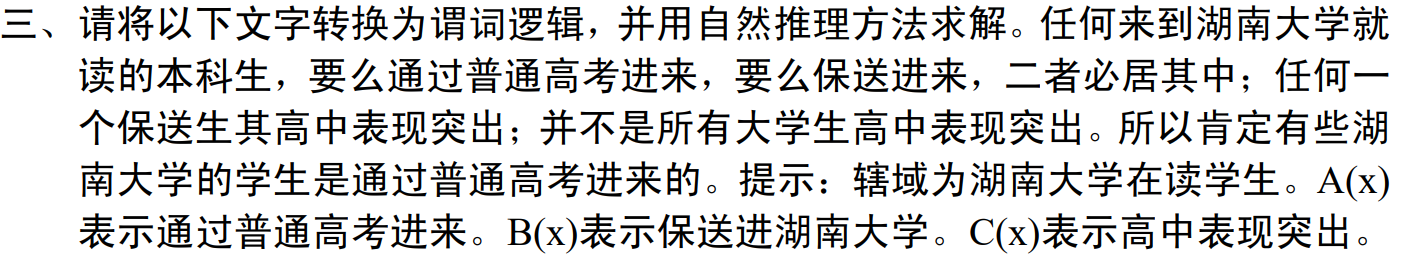 三、请将以下文字转换为谓词逻辑，并用自然推理方法求解。任何来到湖南大学就
读的本科生，要么通过普通高考进来，要么保送进来，二者必居其中；任何一
个保送生其高中表现突出；并不是所有大学生高中表现突出。所以肯定有些湖
南大学的学生是通过普通高考进来的。提示：辖域为湖南大学在读学生。A(x)
表示通过普通高考进来。B(x)表示保送进湖南大学。C(x)表示高中表现突出。